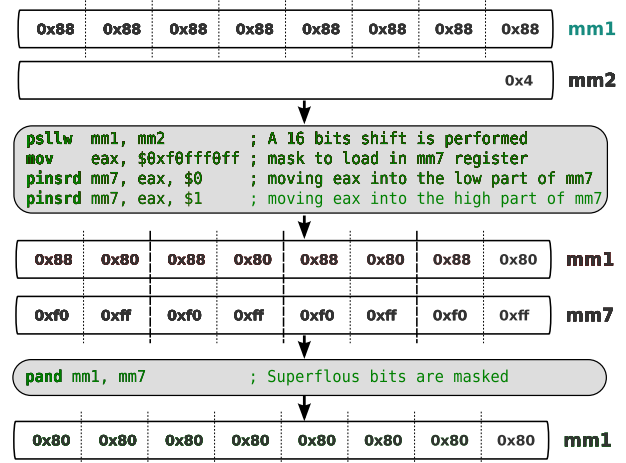 0x88 0x88 0x88 0x88 0x88 0x88 0x88 0x88 mm1
0x4 mm2
psllw mm1, mm2 ; A 16 bits shift is performed
mov eax, $0xf0fff0ff ; mask to load in mm7 register
pinsrd mm7, eax, $0 ; moving eax into the low part of mm7
pinsrd mm7, eax, $1 ; moving eax into the high part of mm7
0x88 0x80 0x88 0x80 0x88 0x80 0x88 0x80 mm1
0xf0 0xff 0xf0 0xff 0xf0 0xff 0xf0 0xff mm7
pand mm1, mm7 ; Superflous bits are masked
0x80 0x80 0x80 0x80 0x80 0x80 0x80 0x80 mm1